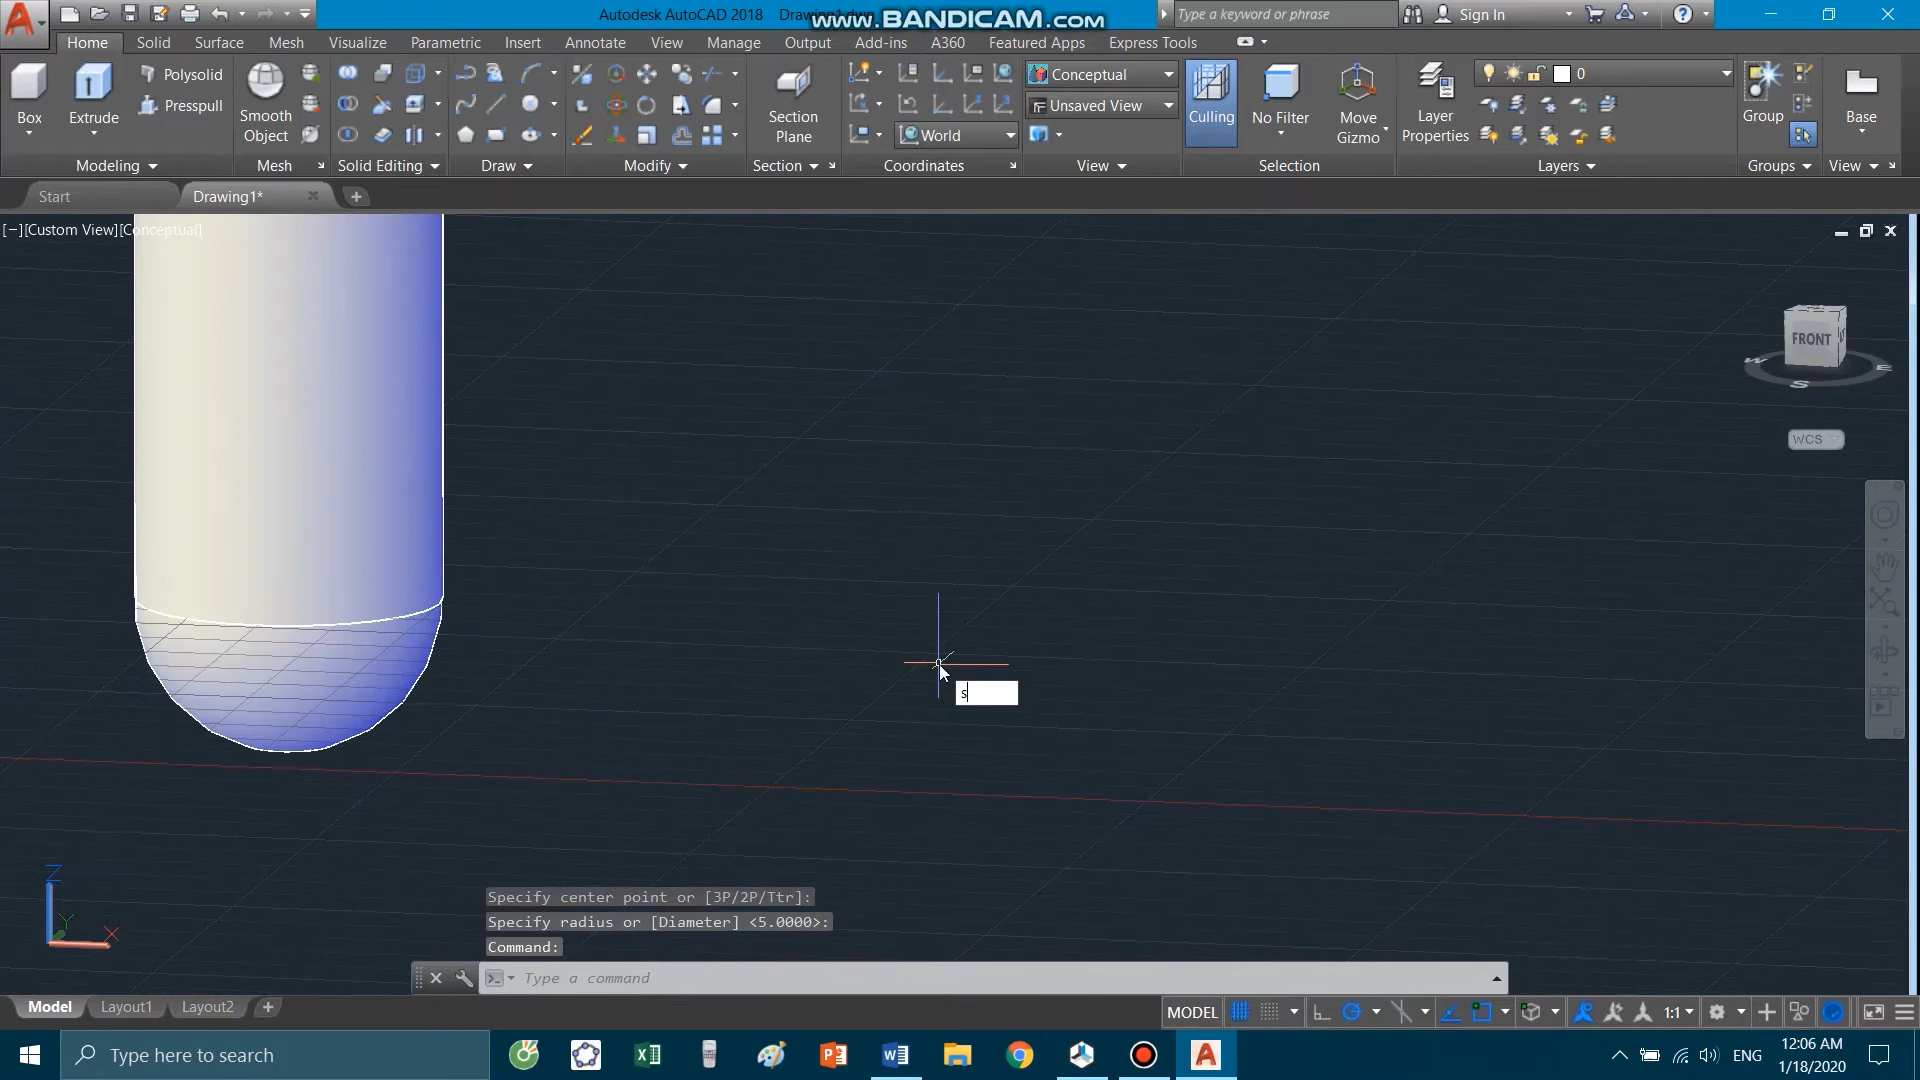 Autodesk AutoCAD 2018 Drawing1.dwg
www.BANDICAM.com
Type a keyword or phrase
Sign In
Home Solid Surface Mesh Visualize Parametric Insert Annotate View Manage Output Add-ins A360 Featured Apps Express Tools
Box
Extrude
Polysolid
Presspull
Smooth Object
Section Plane
World
Conceptual
Unsaved View
Culling
No Filter
Move Gizmo
Layer Properties
0
Group
Base
Modeling Mesh Solid Editing Draw Modify Section Coordinates View Selection Layers Groups View
Start Drawing1*
[−][Custom View][Conceptual]
FRONT
W S E
WCS
s
Z
Y
X
Specify center point or [3P/2P/Ttr]:
Specify radius or [Diameter] <5.0000>:
Command:
Type a command
Model Layout1 Layout2
MODEL
1:1
Type here to search
ENG
12:06 AM
1/18/2020